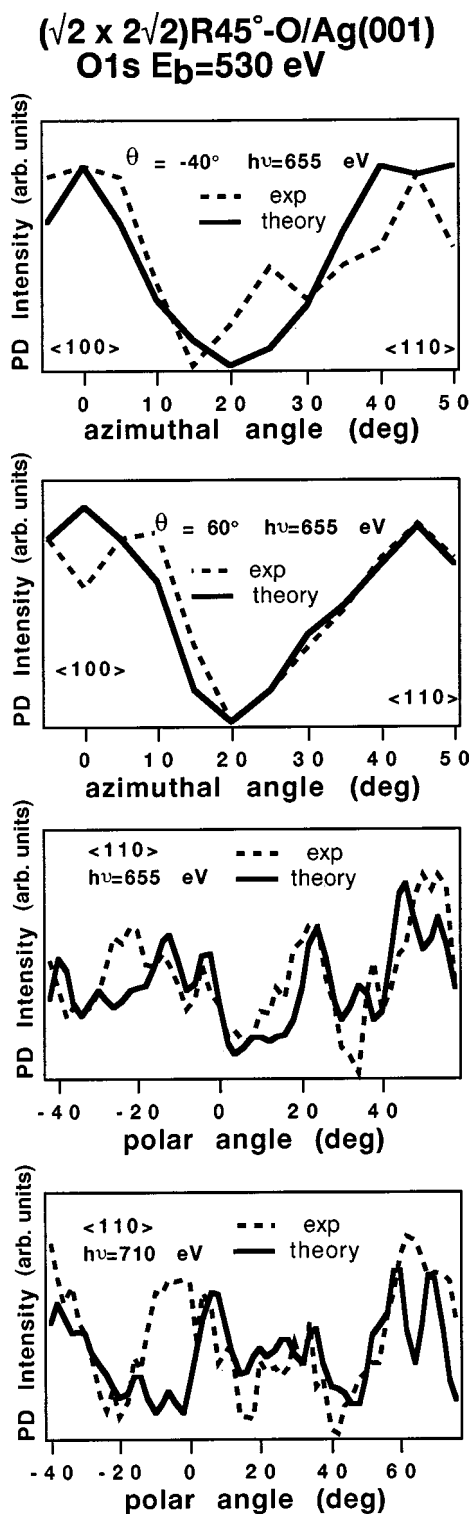 (√2 x 2√2)R45°-O/Ag(001)
O1s Eb=530 eV
PD Intensity (arb. units)
θ = -40° hυ=655 eV
exp
theory
<100>
<110>
0 10 20 30 40 50
azimuthal angle (deg)
PD Intensity (arb. units)
θ = 60° hυ=655 eV
exp
theory
<100>
<110>
0 10 20 30 40 50
azimuthal angle (deg)
PD Intensity (arb. units)
<110>
exp
hυ=655 eV
theory
-40 -20 0 20 40
polar angle (deg)
PD Intensity (arb. units)
<110>
exp
hυ=710 eV
theory
-40 -20 0 20 40 60
polar angle (deg)